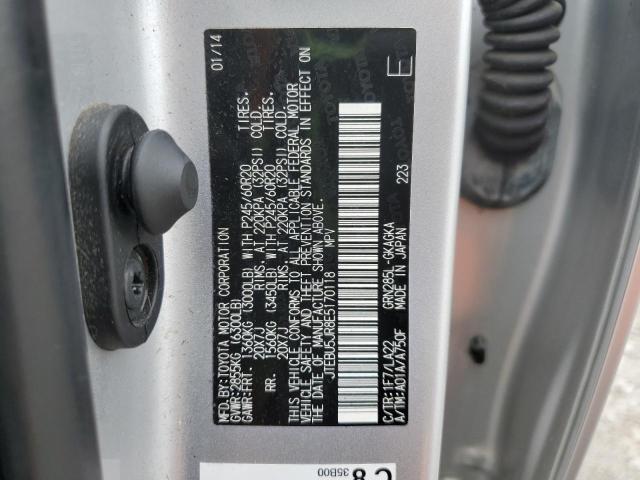 MFD.BY:TOYOTA MOTOR CORPORATION 01/14
GVWR:2855KG (6300LB)
GAWR:FRT. 1360KG (3000LB) WITH P245/60R20 TIRES.
20X7J RIMS. AT 220KPA (32PSI) COLD.
RR. 1560KG (3450LB) WITH P245/60R20 TIRES.
20X7J RIMS. AT 220KPA (32PSI) COLD.
THIS VEHICLE CONFORMS TO ALL APPLICABLE FEDERAL MOTOR
VEHICLE SAFETY AND THEFT PREVENTION STANDARDS IN EFFECT ON
THE DATE OF MANUFACTURE SHOWN ABOVE.
JTEBU5JR8E5170118 MPV
E
C/TR:1F7/LA22 GRN285L-GKAGKA
A/TM:A01A/A750F MADE IN JAPAN 223
TOYOTA
C 8
35B00